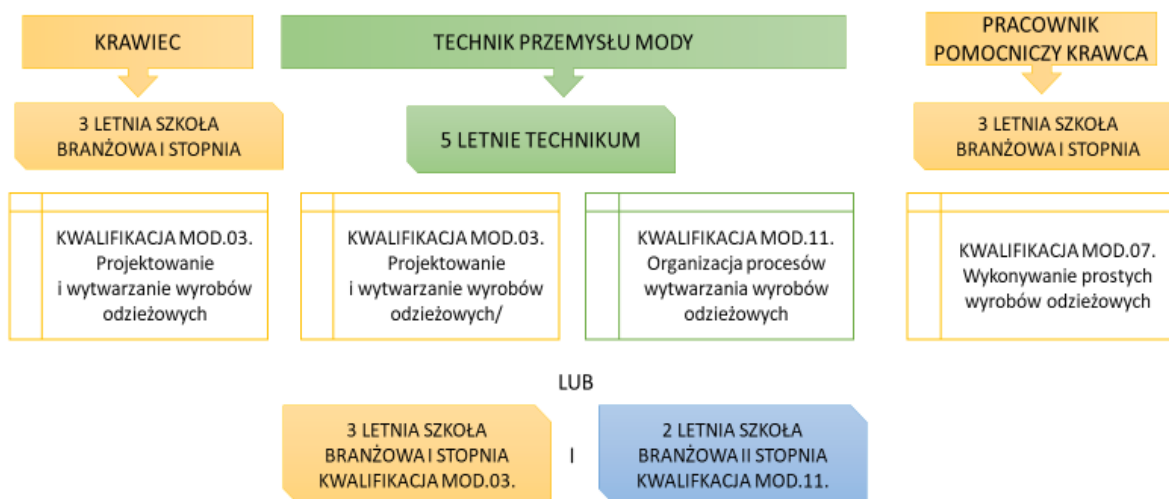 KRAWIEC
TECHNIK PRZEMYSŁU MODY
PRACOWNIK
POMOCNICZY KRAWCA
3 LETNIA SZKOŁA
BRANŻOWA I STOPNIA
5 LETNIE TECHNIKUM
3 LETNIA SZKOŁA
BRANŻOWA I STOPNIA
KWALIFIKACJA MOD.03.
Projektowanie
i wytwarzanie wyrobów
odzieżowych
KWALIFIKACJA MOD.03.
Projektowanie
i wytwarzanie wyrobów
odzieżowych/
KWALIFIKACJA MOD.11.
Organizacja procesów
wytwarzania wyrobów
odzieżowych
KWALIFIKACJA MOD.07.
Wykonywanie prostych
wyrobów odzieżowych
LUB
3 LETNIA SZKOŁA
BRANŻOWA I STOPNIA
KWALIFIKACJA MOD.03.
I
2 LETNIA SZKOŁA
BRANŻOWA II STOPNIA
KWALIFKACJA MOD.11.